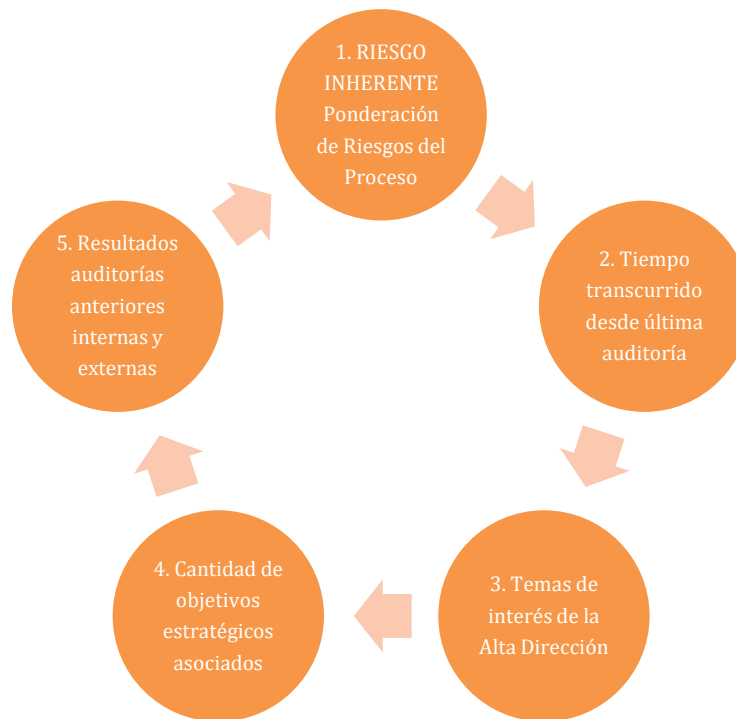 1. RIESGO
INHERENTE
Ponderación
de Riesgos del
Proceso
2. Tiempo
transcurrido
desde última
auditoría
3. Temas de
interés de la
Alta Dirección
4. Cantidad de
objetivos
estratégicos
asociados
5. Resultados
auditorías
anteriores
internas y
externas